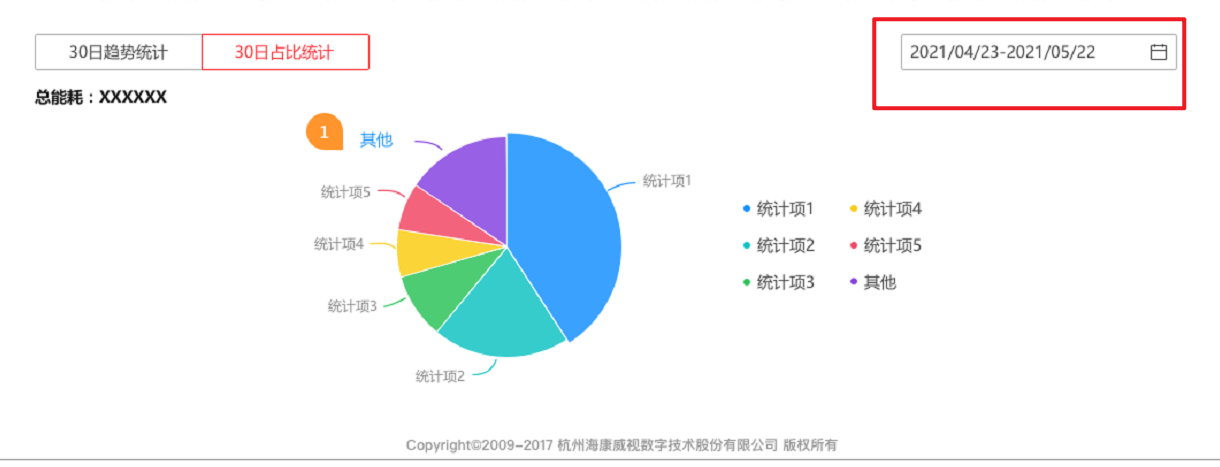 30日趋势统计 30日占比统计 2021/04/23-2021/05/22
总能耗：XXXXXX
1 其他
统计项1
统计项5
统计项4
统计项3
统计项2
统计项1 统计项4
统计项2 统计项5
统计项3 其他
Copyright©2009-2017 杭州海康威视数字技术股份有限公司 版权所有